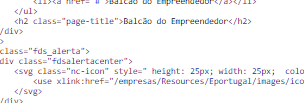 <li><a href="#">Balcão do Empreendedor</a></li>
</ul>
<h2 class="page-title">Balcão do Empreendedor</h2>
/div>
>
class="fds_alerta">
div class="fdsalertacenter">
<svg class="nc-icon" style=" height: 25px; width: 25px; colo
<use xlink:href="/empresas/Resources/Eportugal/images/ico
</svg>
/div>